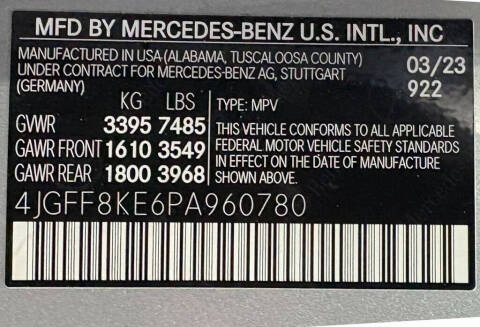 MFD BY MERCEDES-BENZ U.S. INTL., INC
MANUFACTURED IN USA (ALABAMA, TUSCALOOSA COUNTY)
UNDER CONTRACT FOR MERCEDES-BENZ AG, STUTTGART
(GERMANY)
03/23
922
KG LBS
GVWR 3395 7485
GAWR FRONT 1610 3549
GAWR REAR 1800 3968
TYPE: MPV
THIS VEHICLE CONFORMS TO ALL APPLICABLE
FEDERAL MOTOR VEHICLE SAFETY STANDARDS
IN EFFECT ON THE DATE OF MANUFACTURE
SHOWN ABOVE.
4JGFF8KE6PA960780